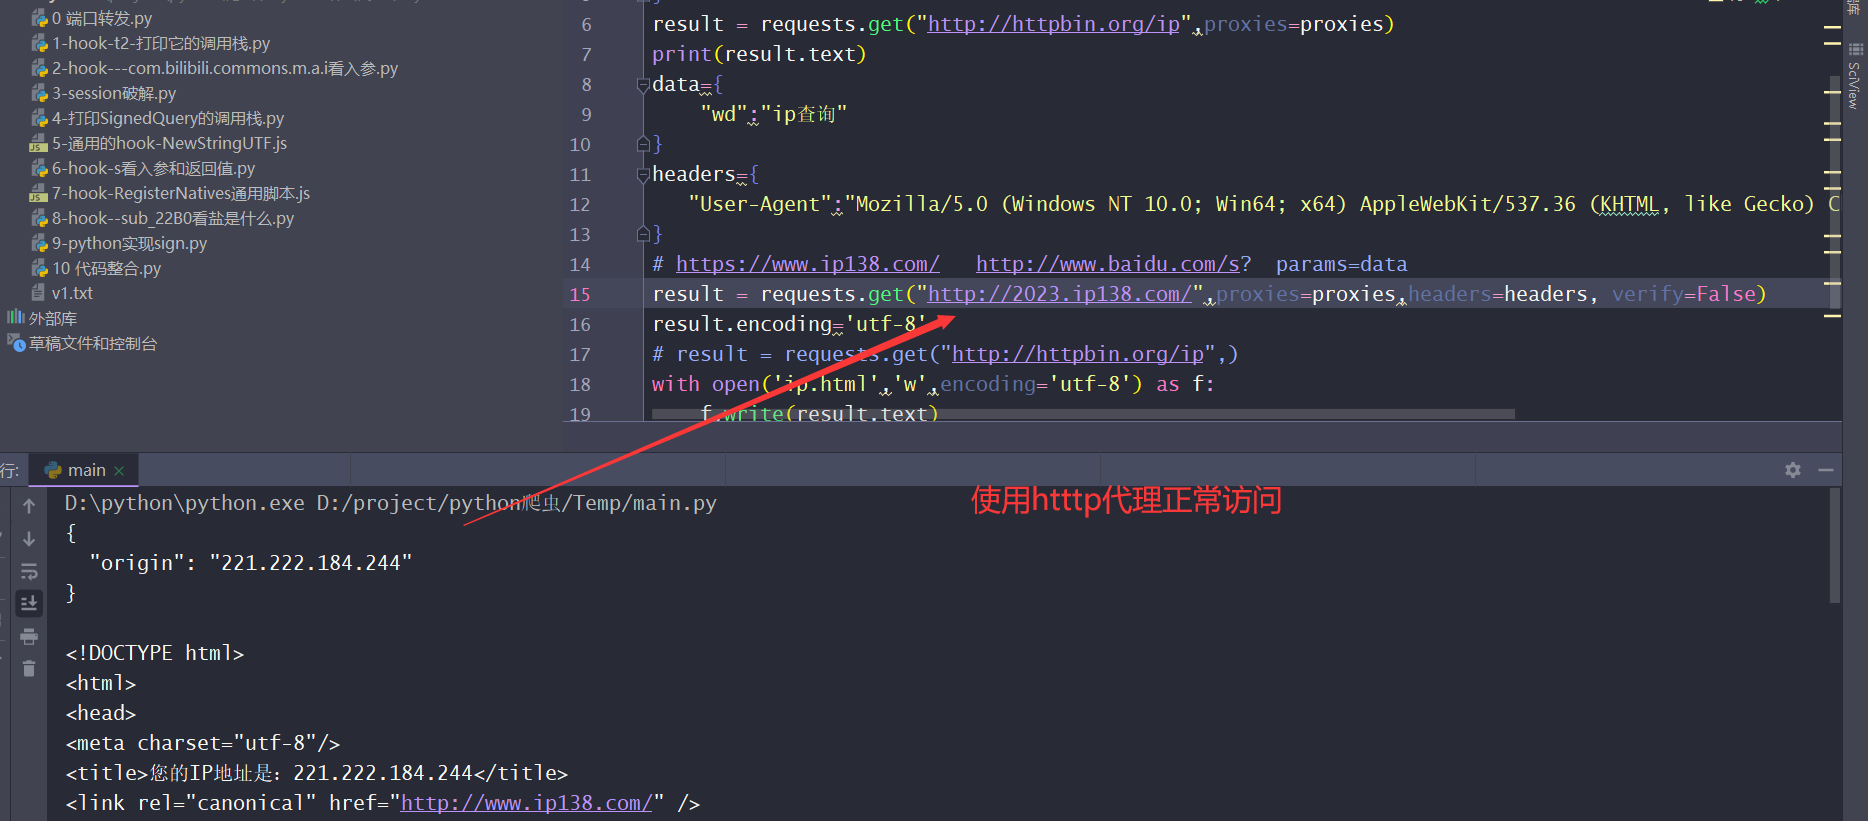 0 端口转发.py
1-hook-t2-打印它的调用栈.py
2-hook---com.bilibili.commons.m.a.i看入参.py
3-session破解.py
4-打印SignedQuery的调用栈.py
5-通用的hook-NewStringUTF.js
6-hook-s看入参和返回值.py
7-hook-RegisterNatives通用脚本.js
8-hook--sub_22B0看盐是什么.py
9-python实现sign.py
10 代码整合.py
v1.txt
外部库
草稿文件和控制台
6 result = requests.get("http://httpbin.org/ip",proxies=proxies)
7 print(result.text)
8 data={
9 "wd":"ip查询"
10 }
11 headers={
12 "User-Agent":"Mozilla/5.0 (Windows NT 10.0; Win64; x64) AppleWebKit/537.36 (KHTML, like Gecko) C
13 }
14 # https://www.ip138.com/ http://www.baidu.com/s? params=data
15 result = requests.get("http://2023.ip138.com/",proxies=proxies,headers=headers, verify=False)
16 result.encoding='utf-8'
17 # result = requests.get("http://httpbin.org/ip",)
18 with open('ip.html','w',encoding='utf-8') as f:
19 f.write(result.text)
SciView
行:
main
D:\python\python.exe D:/project/python爬虫/Temp/main.py
{
"origin": "221.222.184.244"
}
使用htttp代理正常访问
<!DOCTYPE html>
<html>
<head>
<meta charset="utf-8"/>
<title>您的IP地址是：221.222.184.244</title>
<link rel="canonical" href="http://www.ip138.com/" />